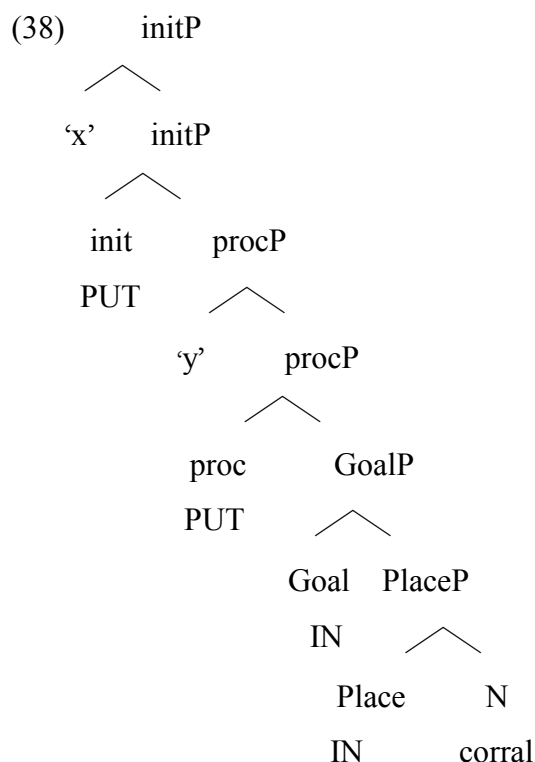 (38) initP
‘x’ initP
init procP
PUT
‘y’ procP
proc GoalP
PUT
Goal PlaceP
IN
Place N
IN corral